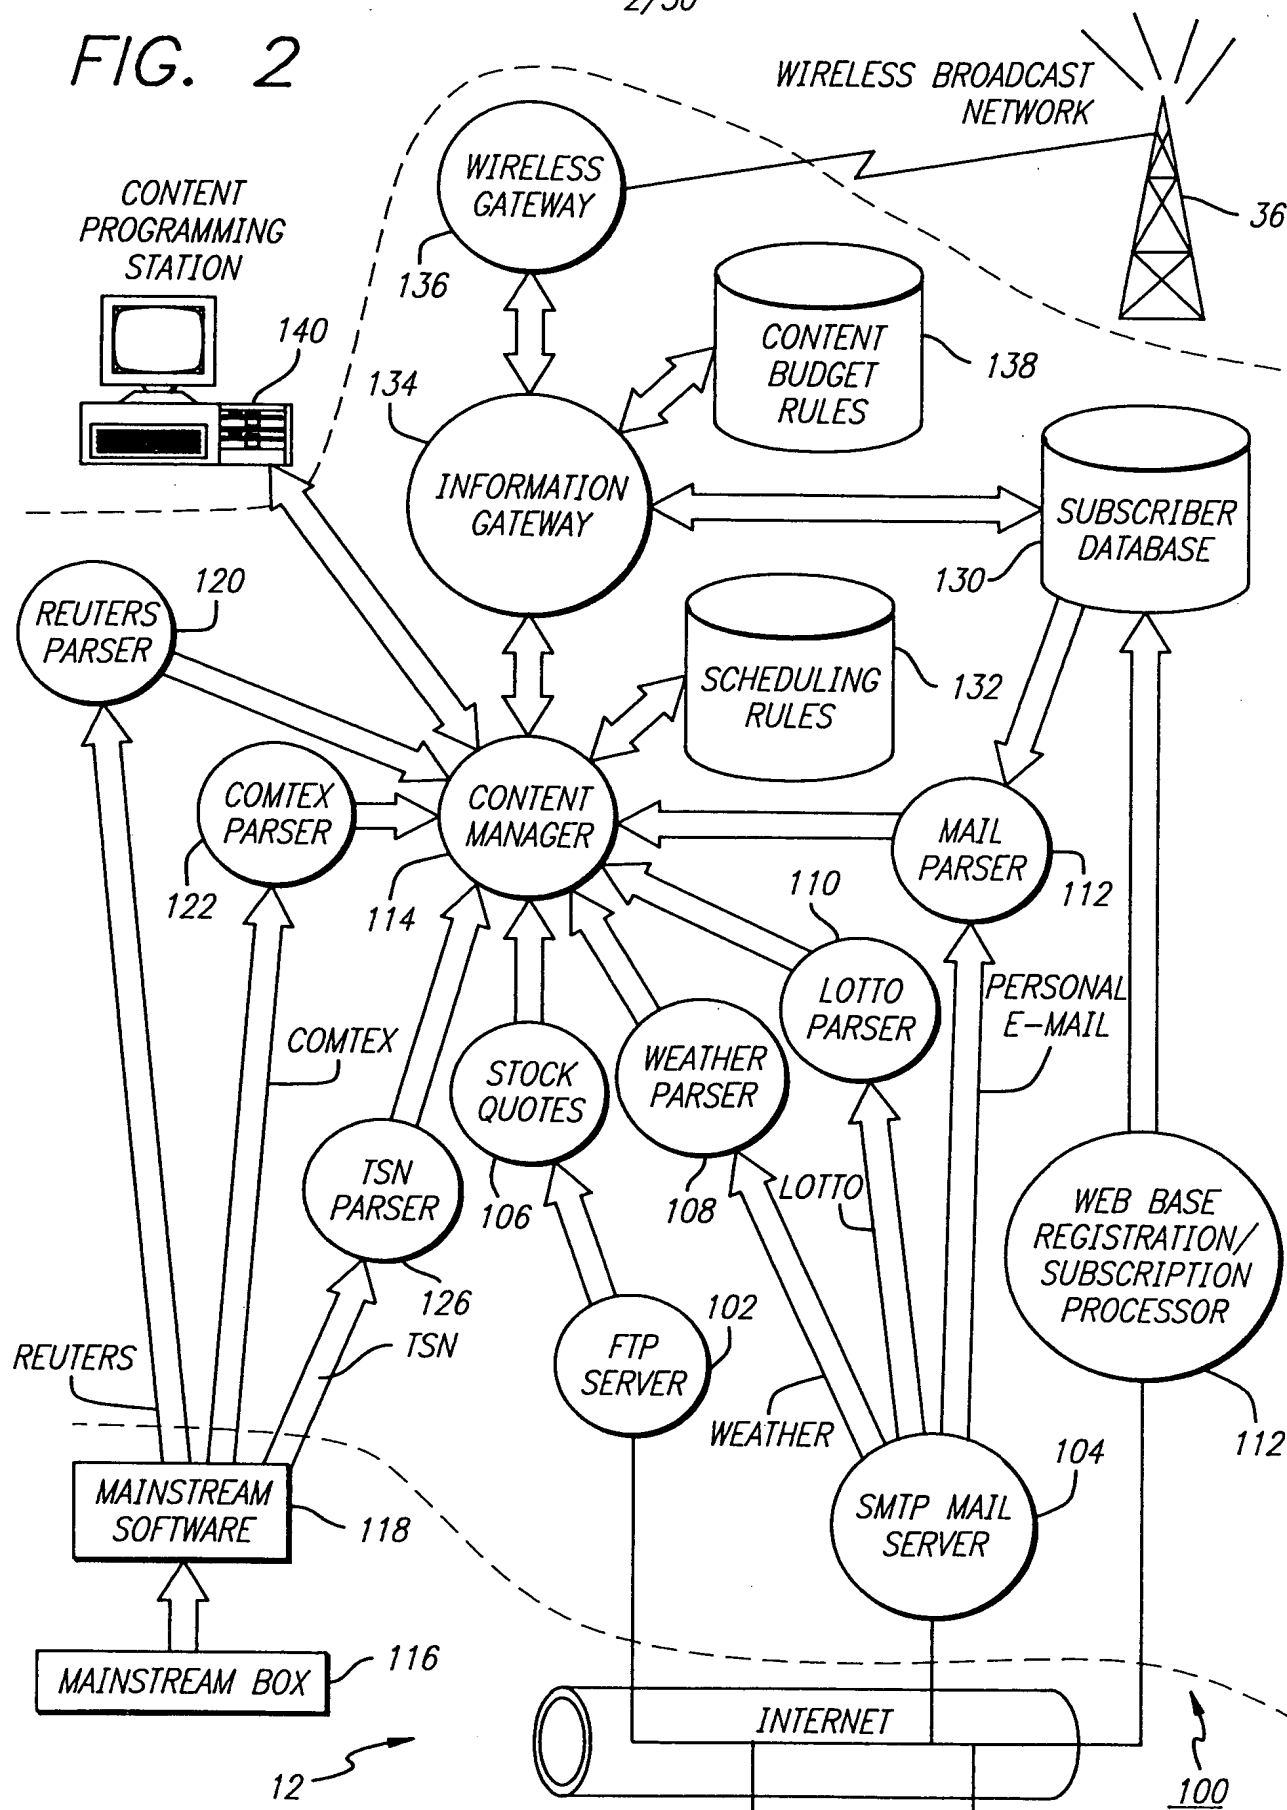 2/30
FIG. 2
WIRELESS BROADCAST
NETWORK
36
WIRELESS
GATEWAY
136
CONTENT
PROGRAMMING
STATION
140
CONTENT
BUDGET
RULES
138
134
INFORMATION
GATEWAY
SUBSCRIBER
DATABASE
130
120
REUTERS
PARSER
SCHEDULING
RULES
132
COMTEX
PARSER
122
CONTENT
MANAGER
114
MAIL
PARSER
112
110
LOTTO
PARSER
PERSONAL
E-MAIL
COMTEX
STOCK
QUOTES
106
WEATHER
PARSER
108
TSN
PARSER
126
LOTTO
WEB BASE
REGISTRATION/
SUBSCRIPTION
PROCESSOR
112
102
FTP
SERVER
TSN
REUTERS
WEATHER
104
SMTP MAIL
SERVER
MAINSTREAM
SOFTWARE
118
MAINSTREAM BOX
116
INTERNET
12
100